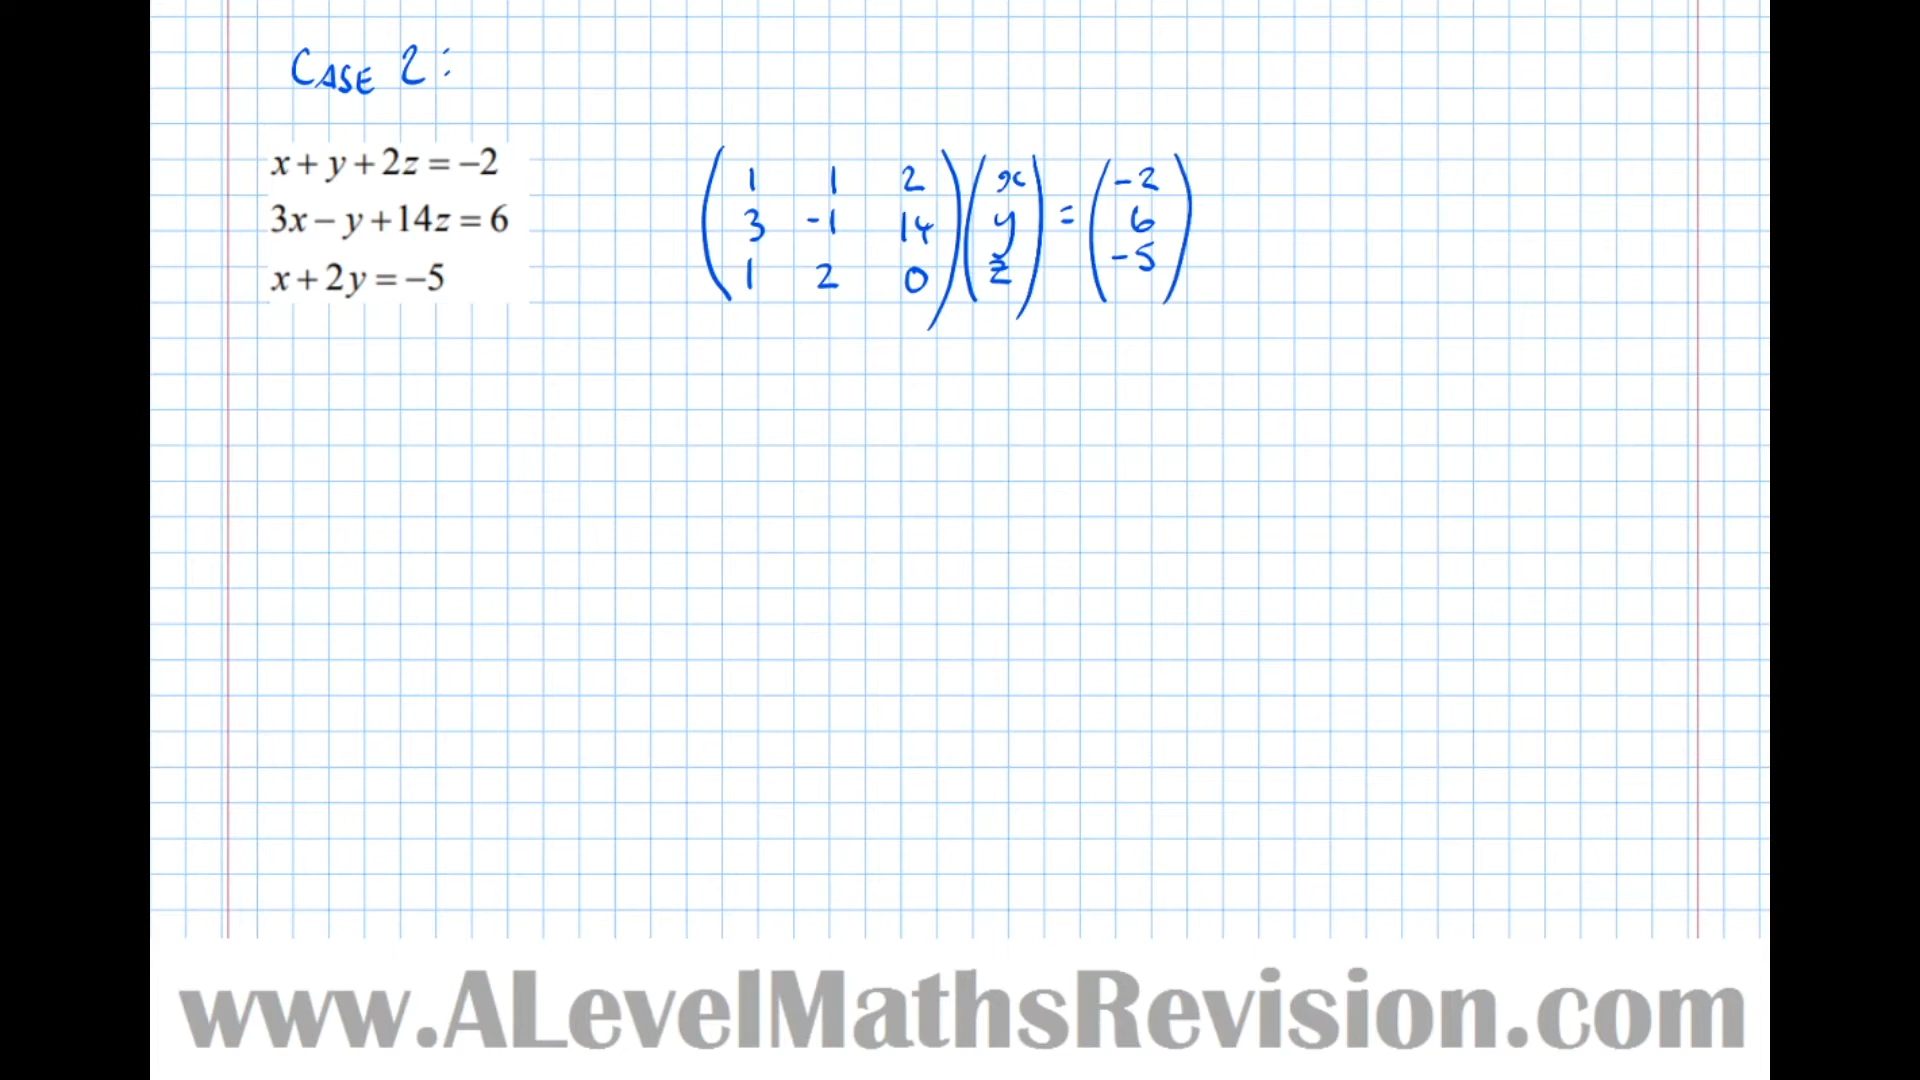 CASE 2:
x + y + 2z = −2
3x − y + 14z = 6
x + 2y = −5
( 1 1 2 ) ( x ) = ( -2 )
( 3 -1 14 ) ( y ) = ( 6 )
( 1 2 0 ) ( z ) = ( -5 )
www.ALevelMathsRevision.com